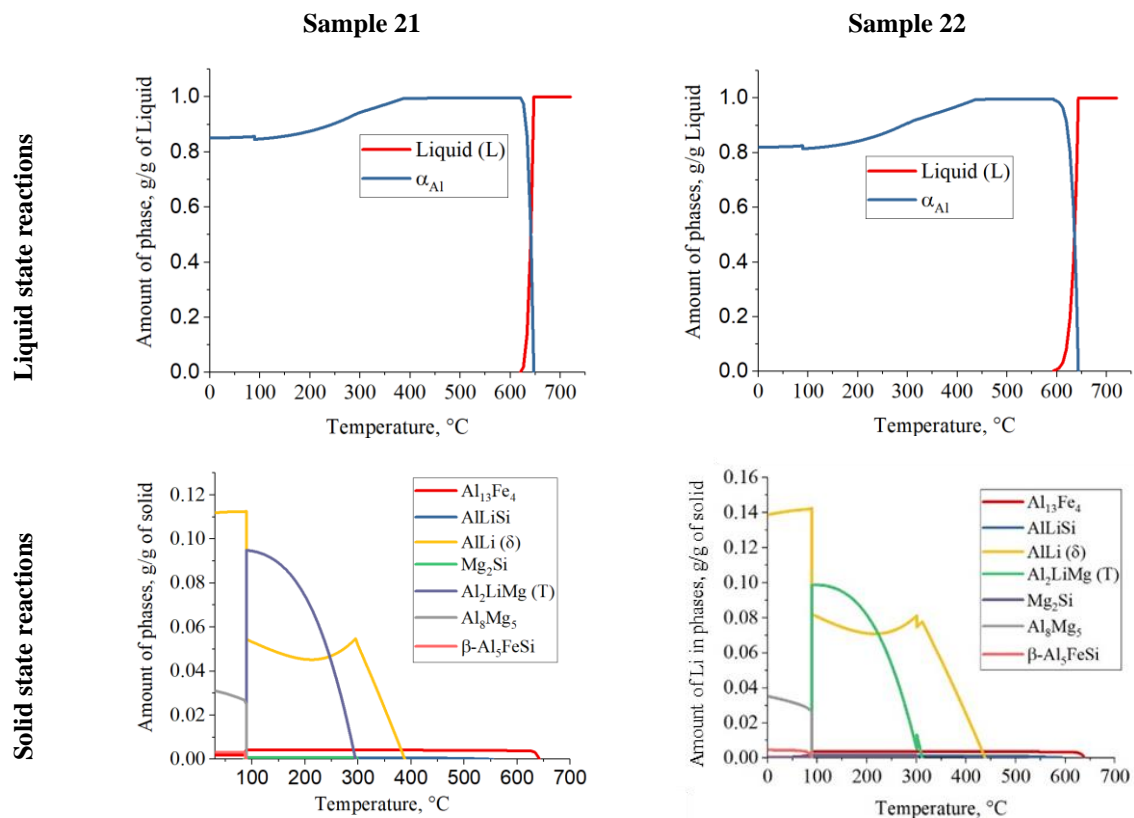 Sample 21
Sample 22
Liquid state reactions
Amount of phase, g/g of Liquid
1.0
0.8
0.6
0.4
0.2
0.0
Liquid (L)
α_Al
0 100 200 300 400 500 600 700
Temperature, °C
Amount of phases, g/g Liquid
1.0
0.8
0.6
0.4
0.2
0.0
Liquid (L)
α_Al
0 100 200 300 400 500 600 700
Temperature, °C
Solid state reactions
Amount of phases, g/g of solid
0.12
0.10
0.08
0.06
0.04
0.02
0.00
Al₁₃Fe₄
AlLiSi
AlLi (δ)
Mg₂Si
Al₂LiMg (T)
Al₈Mg₅
β-Al₅FeSi
100 200 300 400 500 600 700
Temperature, °C
Amount of Li in phases, g/g of solid
0.16
0.14
0.12
0.10
0.08
0.06
0.04
0.02
0.00
Al₁₃Fe₄
AlLiSi
AlLi (δ)
Al₂LiMg (T)
Mg₂Si
Al₈Mg₅
β-Al₅FeSi
0 100 200 300 400 500 600 700
Temperature, °C